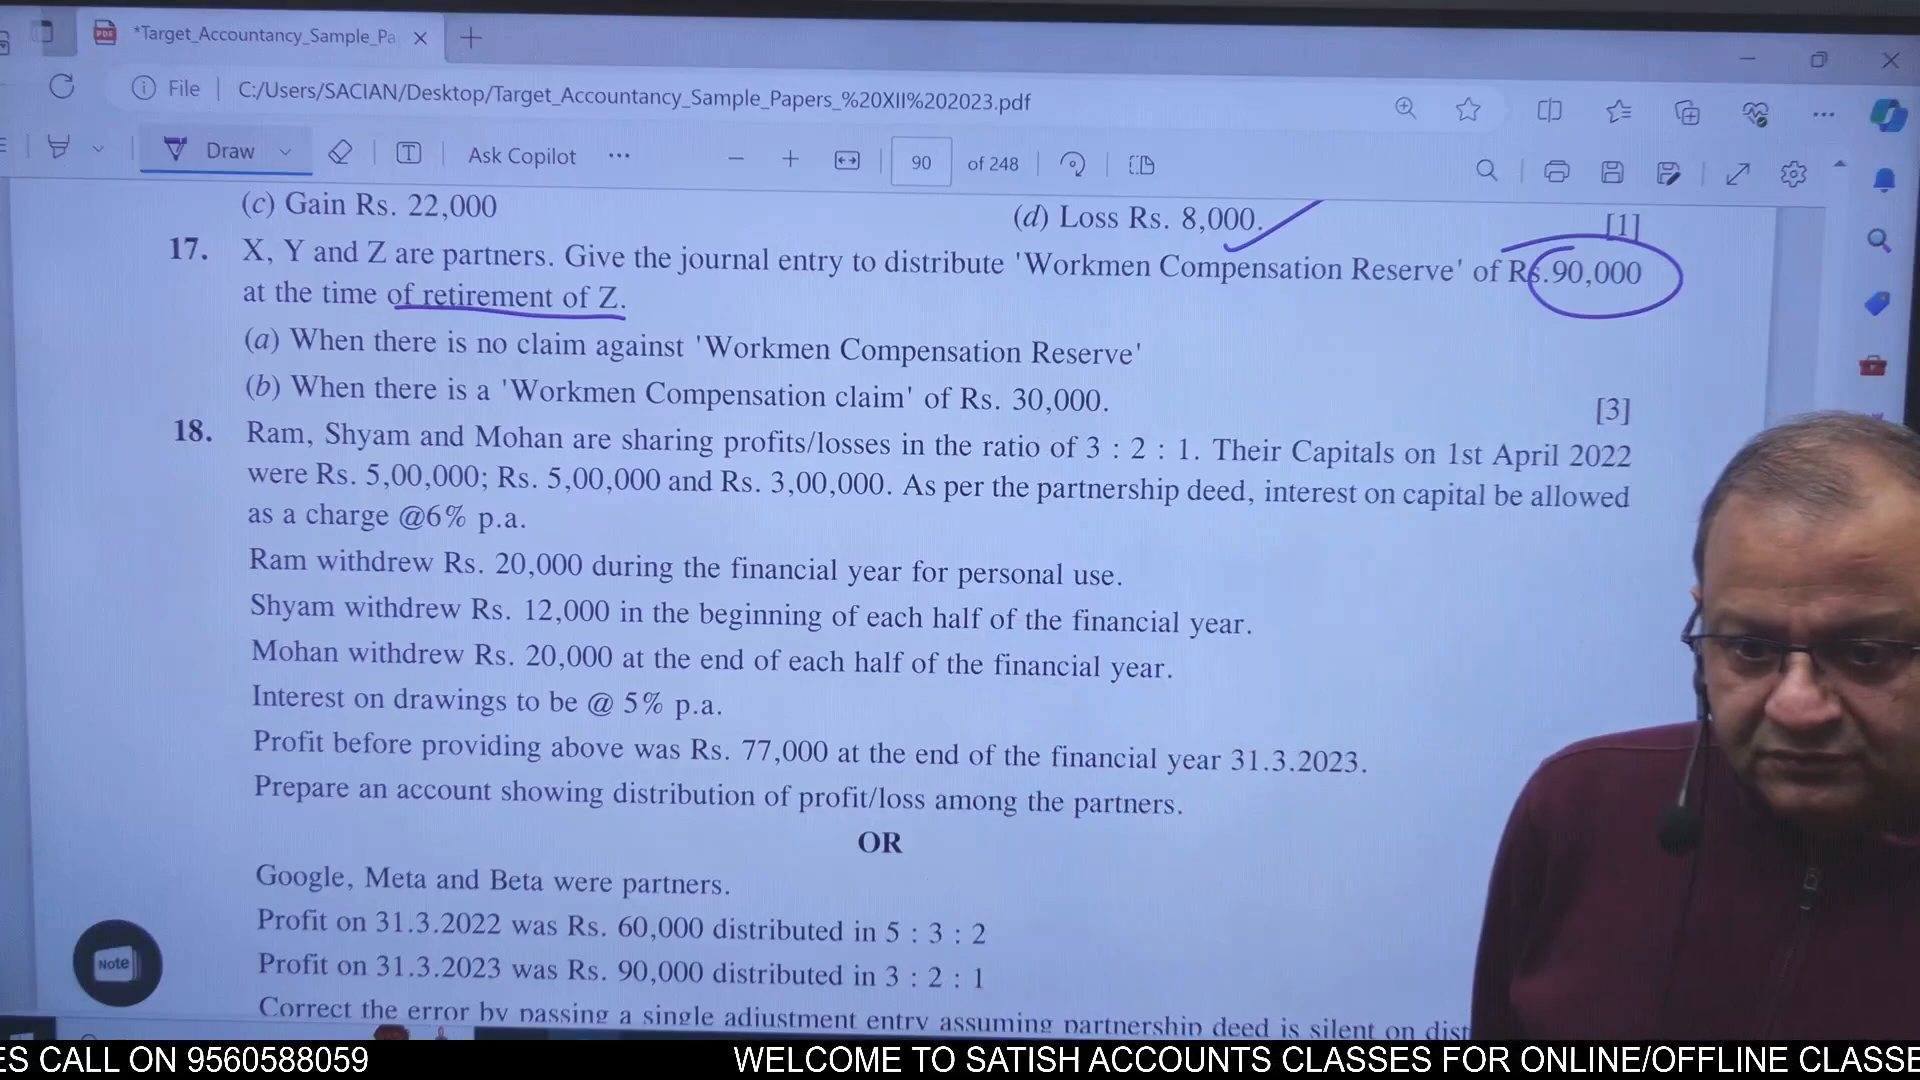 *Target_Accountancy_Sample_Pa
File
C:/Users/SACIAN/Desktop/Target_Accountancy_Sample_Papers_%20XII%202023.pdf
Draw
Ask Copilot
90 of 248
(c) Gain Rs. 22,000 (d) Loss Rs. 8,000. [1]
17. X, Y and Z are partners. Give the journal entry to distribute 'Workmen Compensation Reserve' of Rs.90,000
at the time of retirement of Z.
(a) When there is no claim against 'Workmen Compensation Reserve'
(b) When there is a 'Workmen Compensation claim' of Rs. 30,000. [3]
18. Ram, Shyam and Mohan are sharing profits/losses in the ratio of 3 : 2 : 1. Their Capitals on 1st April 2022
were Rs. 5,00,000; Rs. 5,00,000 and Rs. 3,00,000. As per the partnership deed, interest on capital be allowed
as a charge @6% p.a.
Ram withdrew Rs. 20,000 during the financial year for personal use.
Shyam withdrew Rs. 12,000 in the beginning of each half of the financial year.
Mohan withdrew Rs. 20,000 at the end of each half of the financial year.
Interest on drawings to be @ 5% p.a.
Profit before providing above was Rs. 77,000 at the end of the financial year 31.3.2023.
Prepare an account showing distribution of profit/loss among the partners.
OR
Google, Meta and Beta were partners.
Profit on 31.3.2022 was Rs. 60,000 distributed in 5 : 3 : 2
Profit on 31.3.2023 was Rs. 90,000 distributed in 3 : 2 : 1
Correct the error by passing a single adjustment entry assuming partnership deed is silent on dist
Note
ES CALL ON 9560588059 WELCOME TO SATISH ACCOUNTS CLASSES FOR ONLINE/OFFLINE CLASSE